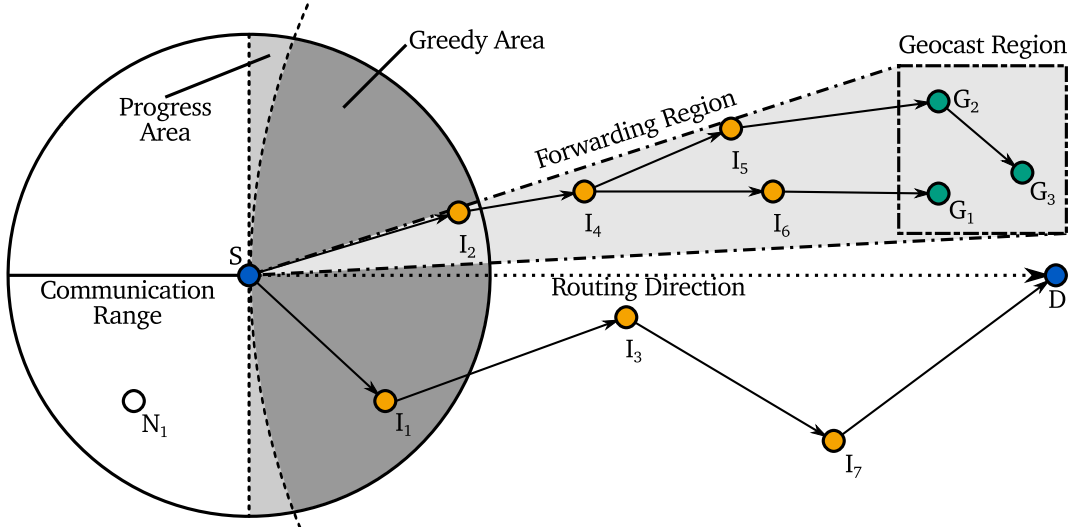 Greedy Area
Geocast Region
Progress
Area
Forwarding Region
G₂
I₅
G₃
G₁
I₂
I₄
I₆
S
Communication
Range
Routing Direction
D
I₃
N₁
I₁
I₇